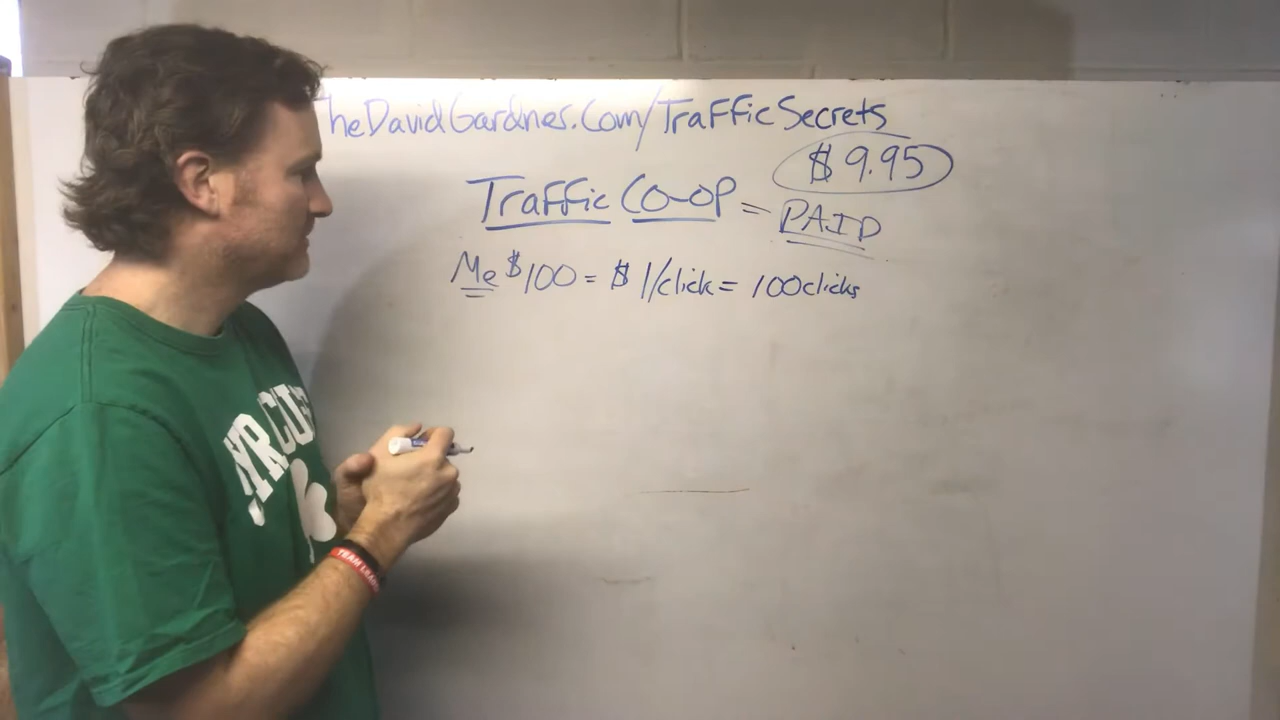 TheDavidGardner.Com/TrafficSecrets
$9.95
Traffic Co-op = PAID
Me $100 = $1/click = 100clicks